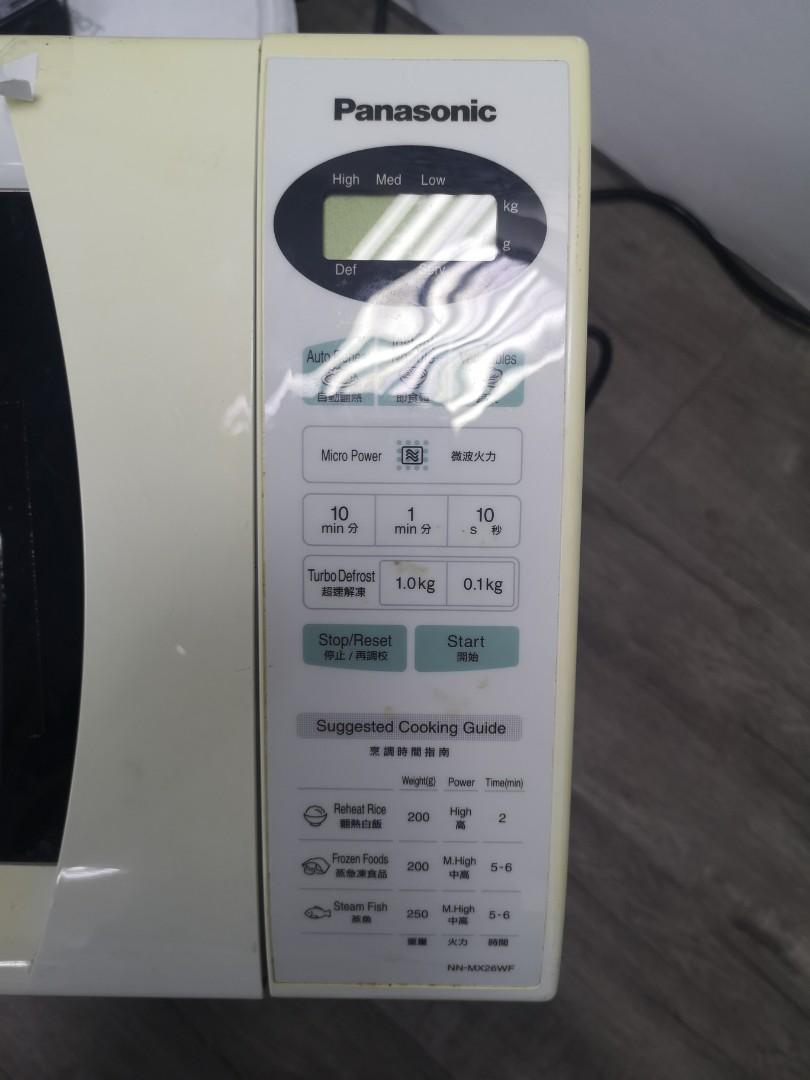 Panasonic
High Med Low
kg
g
Def Serv
Auto
自動翻熱 即食
Micro Power 微波火力
10 1 10
min 分 min 分 s 秒
Turbo Defrost 1.0kg 0.1kg
超速解凍
Stop/Reset Start
停止 / 再調校 開始
Suggested Cooking Guide
烹調時間指南
Weight(g) Power Time(min)
Reheat Rice 200 High 2
翻熱白飯 高
Frozen Foods 200 M.High 5-6
蒸急凍食品 中高
Steam Fish 250 M.High 5-6
蒸魚 中高
重量 火力 時間
NN-MX26WF